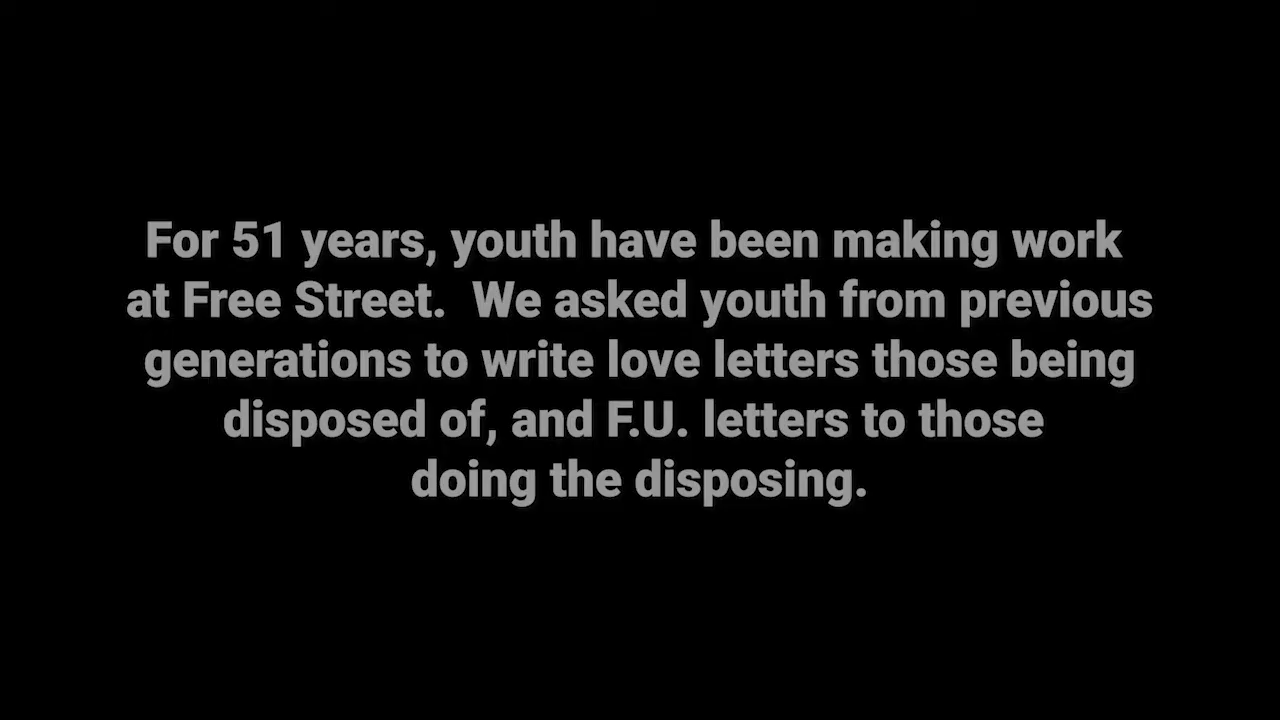 For 51 years, youth have been making work
at Free Street.  We asked youth from previous
generations to write love letters those being
disposed of, and F.U. letters to those
doing the disposing.